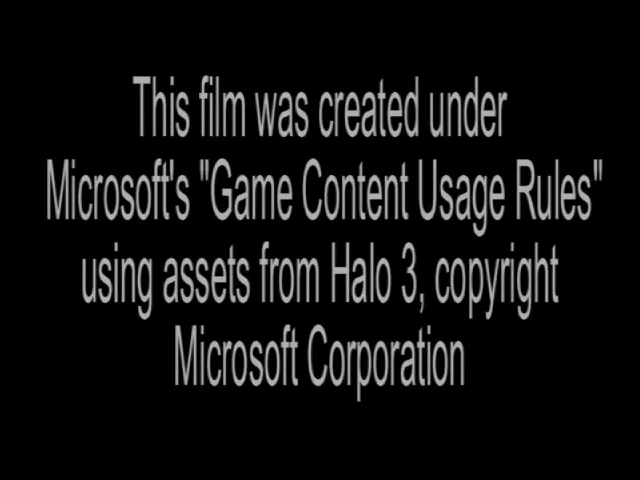 This film was created under
Microsoft's "Game Content Usage Rules"
using assets from Halo 3, copyright
Microsoft Corporation